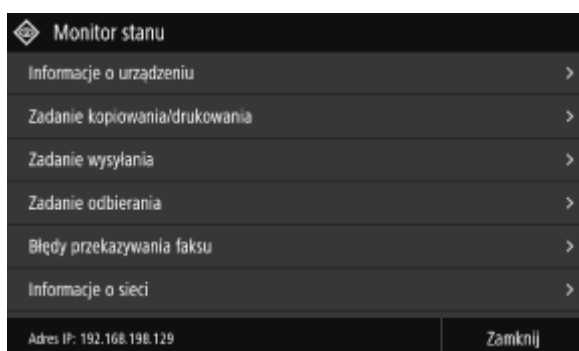 Monitor stanu
Informacje o urządzeniu
Zadanie kopiowania/drukowania
Zadanie wysyłania
Zadanie odbierania
Błędy przekazywania faksu
Informacje o sieci
Adres IP: 192.168.198.129 Zamknij